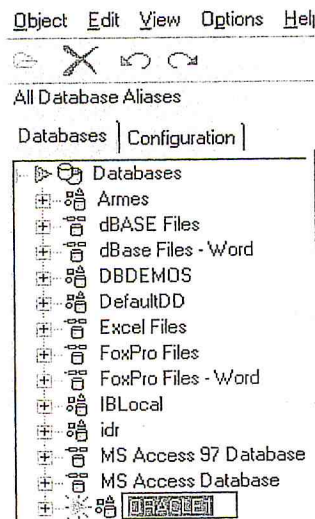 Object Edit View Options Help
All Database Aliases
Databases Configuration
Databases
Armes
dBASE Files
dBase Files - Word
DBDEMOS
DefaultDD
Excel Files
FoxPro Files
FoxPro Files - Word
IBLocal
idr
MS Access 97 Database
MS Access Database
ORACLE1